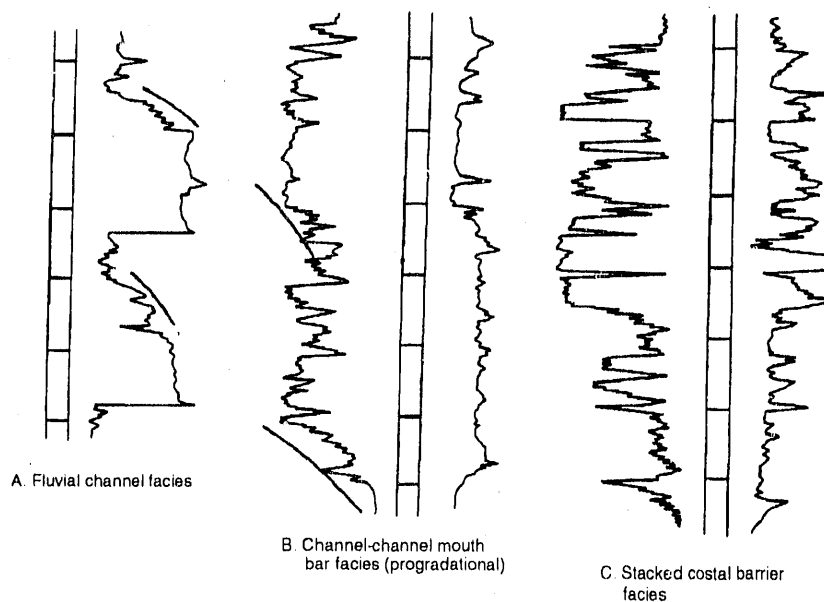 A. Fluvial channel facies
B. Channel-channel mouth
bar facies (progradational)
C. Stacked costal barrier
facies